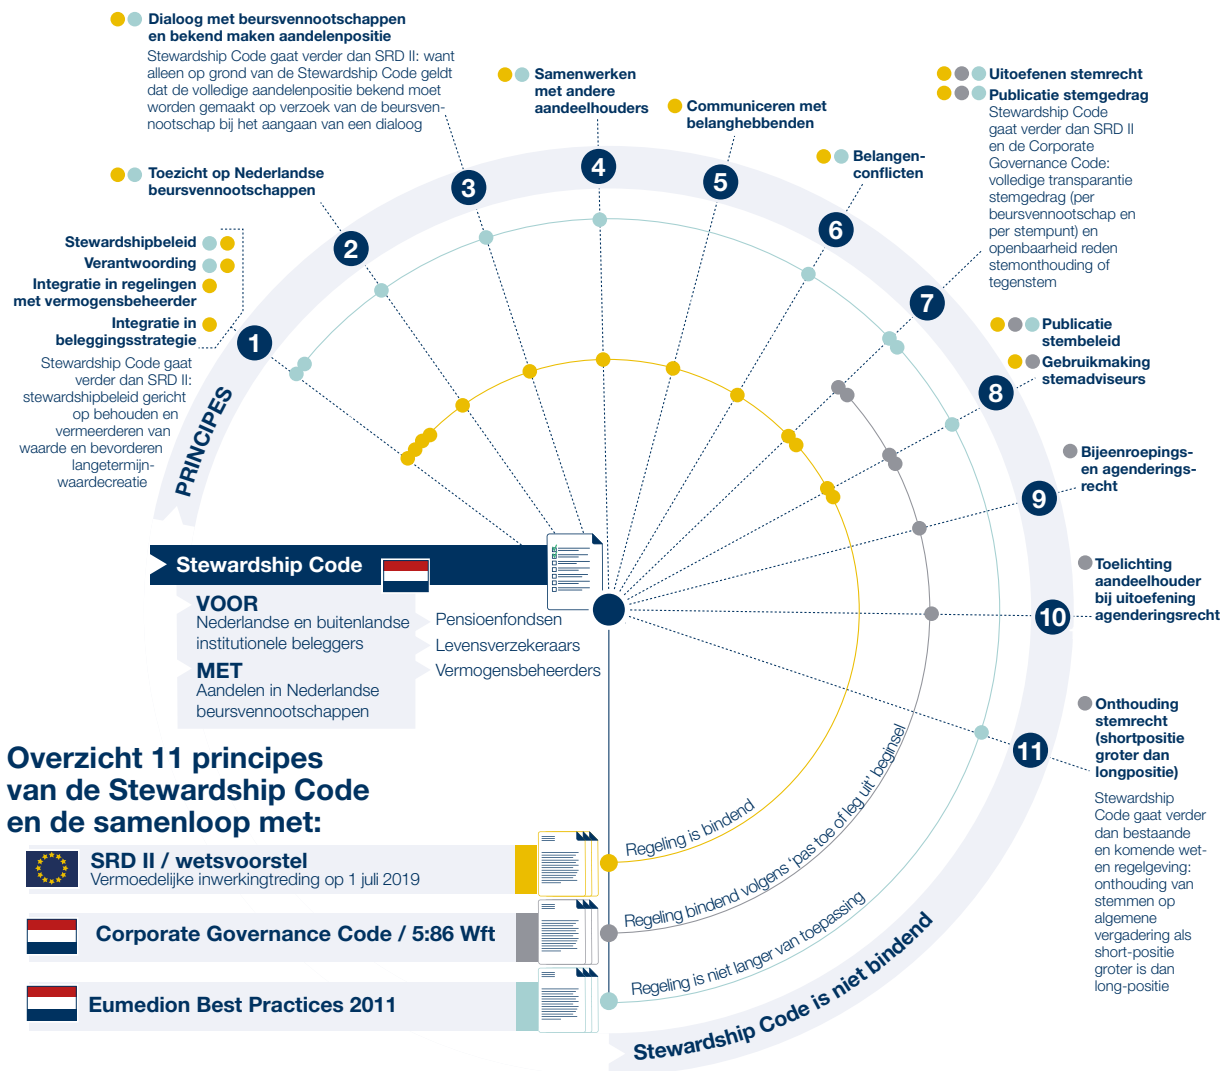 Dialoog met beursvennootschappen
en bekend maken aandelenpositie
Stewardship Code gaat verder dan SRD II: want
alleen op grond van de Stewardship Code geldt
dat de volledige aandelenpositie bekend moet
worden gemaakt op verzoek van de beursven-
nootschap bij het aangaan van een dialoog
Samenwerken
met andere
aandeelhouders
Communiceren met
belanghebbenden
Uitoefenen stemrecht
Publicatie stemgedrag
Stewardship Code
gaat verder dan SRD II
en de Corporate
Governance Code:
volledige transparantie
stemgedrag (per
beursvennootschap en
per stempunt) en
openbaarheid reden
stemonthouding of
tegenstem
Toezicht op Nederlandse
beursvennootschappen
Belangen-
conflicten
Stewardshipbeleid
Verantwoording
Integratie in regelingen
met vermogensbeheerder
Integratie in
beleggingsstrategie
Stewardship Code gaat
verder dan SRD II:
stewardshipbeleid gericht
op behouden en
vermeerderen van
waarde en bevorderen
langetermijn-
waardecreatie
PRINCIPES
1
2
3
4
5
6
7
8
9
10
11
Publicatie
stembeleid
Gebruikmaking
stemadviseurs
Bijeenroepings-
en agenderings-
recht
Toelichting
aandeelhouder
bij uitoefening
agenderingsrecht
Onthouding
stemrecht
(shortpositie
groter dan
longpositie)
Stewardship
Code gaat verder
dan bestaande
en komende wet-
en regelgeving:
onthouding van
stemmen op
algemene
vergadering als
short-positie
groter is dan
long-positie
Stewardship Code
VOOR
Nederlandse en buitenlandse
institutionele beleggers
MET
Aandelen in Nederlandse
beursvennootschappen
Pensioenfondsen
Levensverzekeraars
Vermogensbeheerders
Overzicht 11 principes
van de Stewardship Code
en de samenloop met:
SRD II / wetsvoorstel
Vermoedelijke inwerkingtreding op 1 juli 2019
Corporate Governance Code / 5:86 Wft
Eumedion Best Practices 2011
Regeling is bindend
Regeling bindend volgens ‘pas toe of leg uit’ beginsel
Regeling is niet langer van toepassing
Stewardship Code is niet bindend